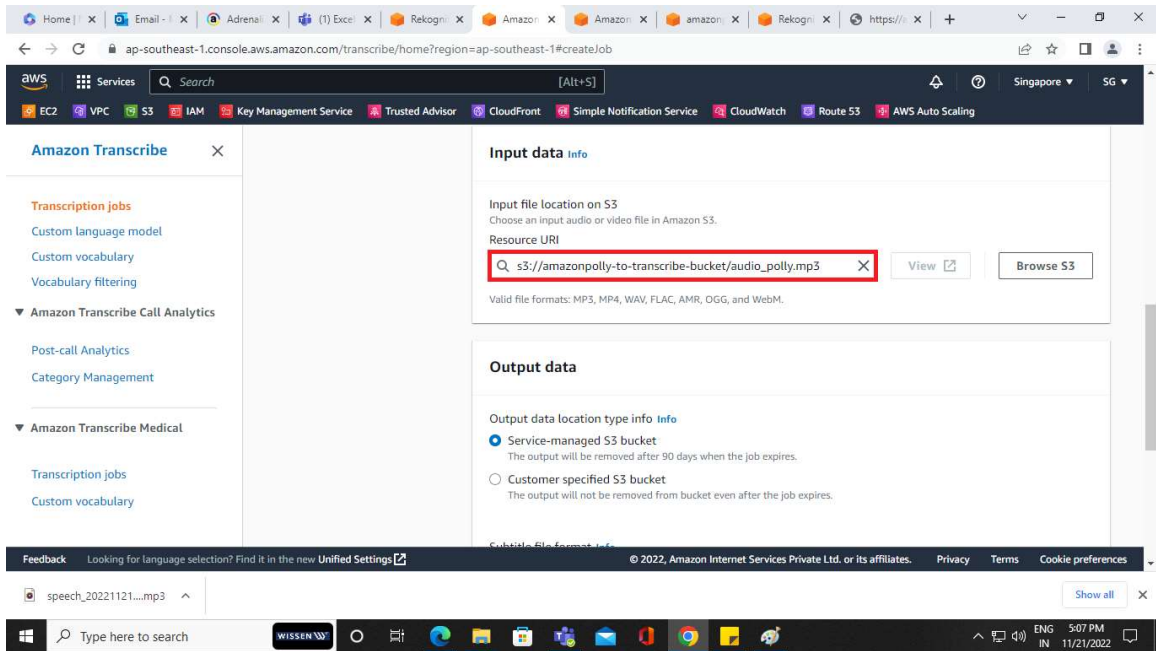 Home |
Email -
Adrenali
(1) Excel
Rekogn
Amazon
Amazon
amazon
Rekogni
https://
ap-southeast-1.console.aws.amazon.com/transcribe/home?region=ap-southeast-1#createJob
aws
Services
Search
[Alt+S]
Singapore ▼
SG ▼
EC2
VPC
S3
IAM
Key Management Service
Trusted Advisor
CloudFront
Simple Notification Service
CloudWatch
Route 53
AWS Auto Scaling
Amazon Transcribe
Transcription jobs
Custom language model
Custom vocabulary
Vocabulary filtering
▼ Amazon Transcribe Call Analytics
Post-call Analytics
Category Management
▼ Amazon Transcribe Medical
Transcription jobs
Custom vocabulary
Input data Info
Input file location on S3
Choose an input audio or video file in Amazon S3.
Resource URI
s3://amazonpolly-to-transcribe-bucket/audio_polly.mp3
View
Browse S3
Valid file formats: MP3, MP4, WAV, FLAC, AMR, OGG, and WebM.
Output data
Output data location type info Info
Service-managed S3 bucket
The output will be removed after 90 days when the job expires.
Customer specified S3 bucket
The output will not be removed from bucket even after the job expires.
Subtitle file format Info
Feedback
Looking for language selection? Find it in the new Unified Settings
© 2022, Amazon Internet Services Private Ltd. or its affiliates.
Privacy
Terms
Cookie preferences
speech_20221121....mp3
Show all
Type here to search
WISSEN
ENG
IN
5:07 PM
11/21/2022